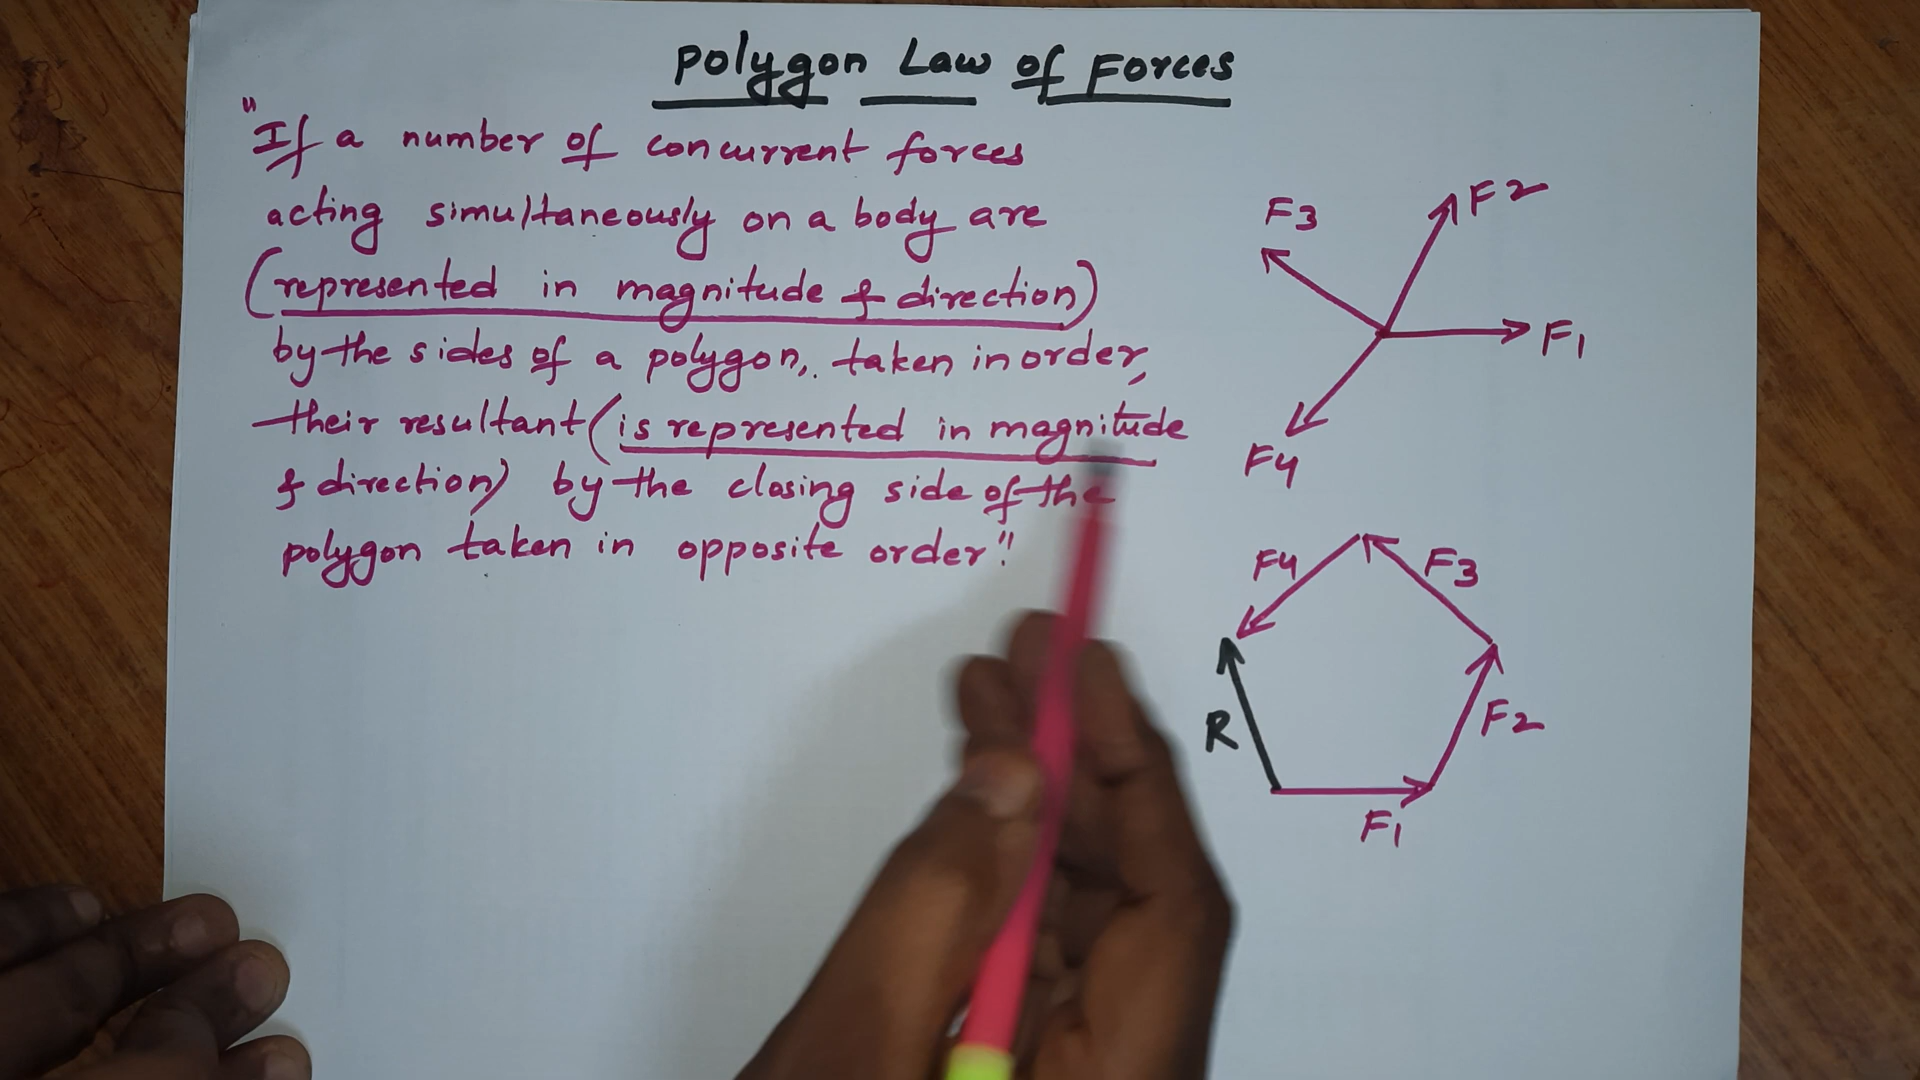 Polygon Law of Forces
"If a number of concurrent forces
acting simultaneously on a body are
(represented in magnitude & direction)
by the sides of a polygon, taken in order,
their resultant (is represented in magnitude
& direction) by the closing side of the
polygon taken in opposite order".
F3
F2
F1
F4
F4
F3
R
F2
F1